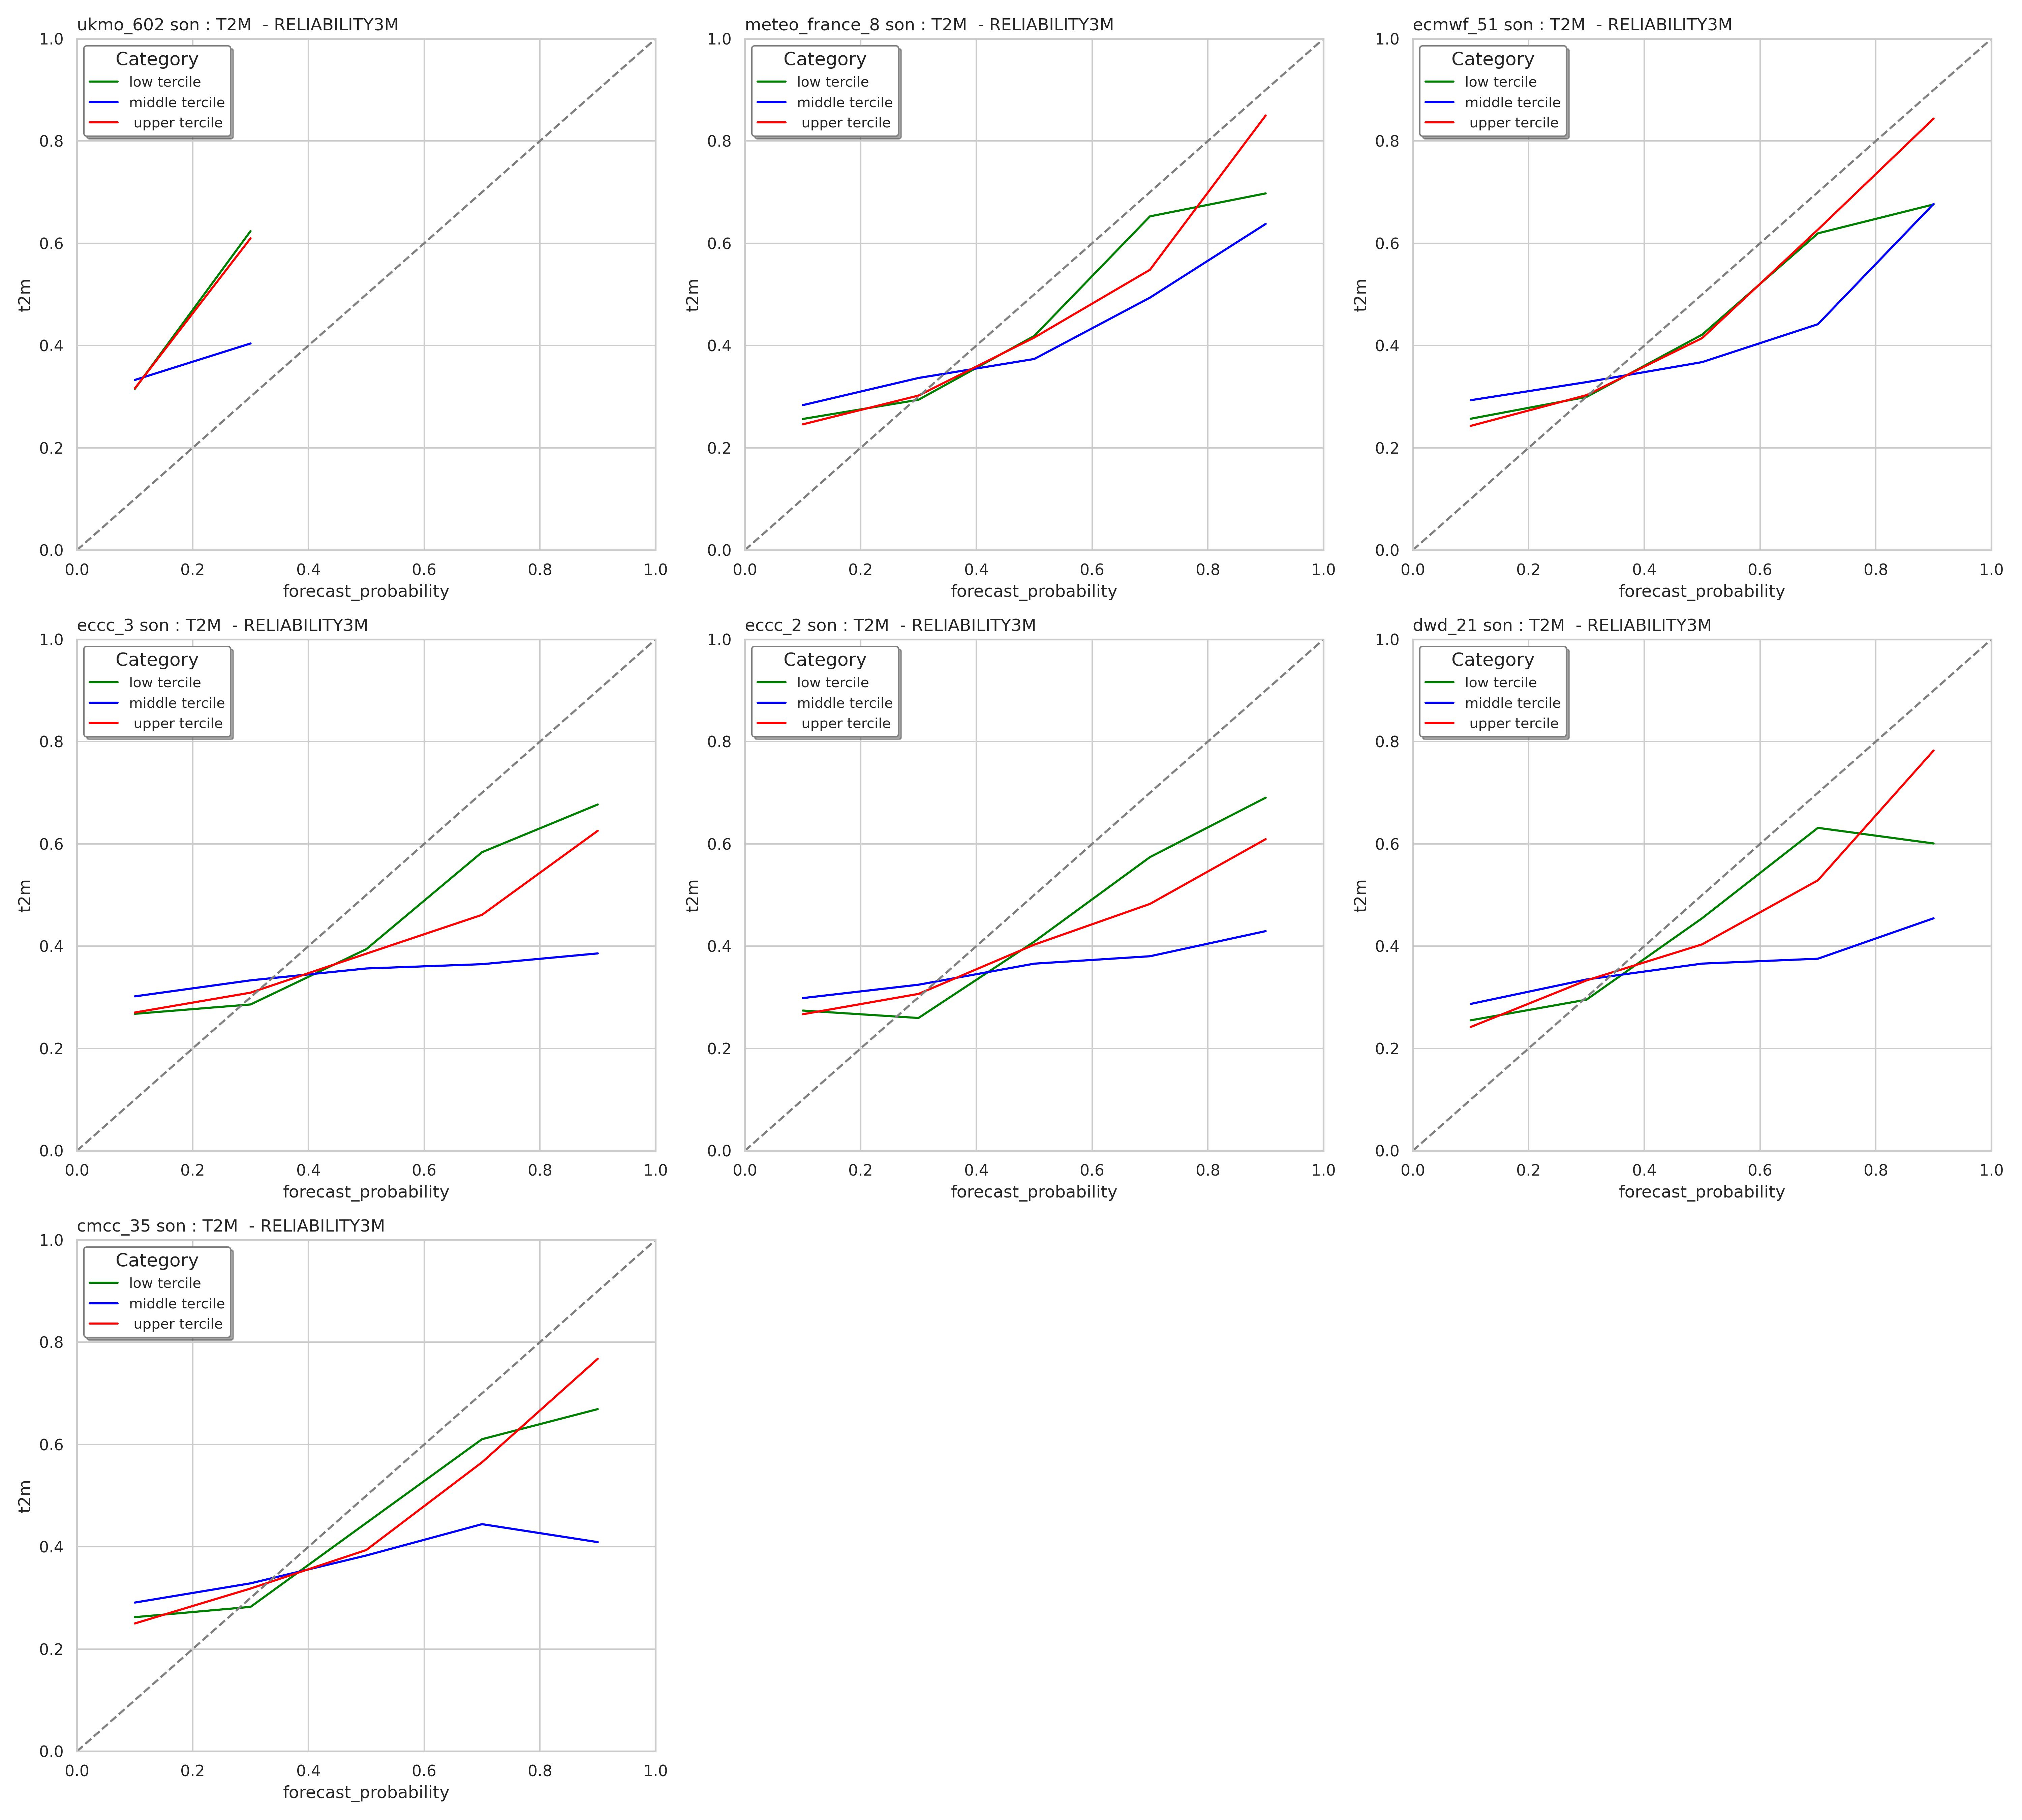 ukmo_602 son : T2M - RELIABILITY3M
1.0
0.8
0.6
0.4
0.2
0.0
t2m
Category
low tercile
middle tercile
upper tercile
0.0 0.2 0.4 0.6 0.8 1.0
forecast_probability
meteo_france_8 son : T2M - RELIABILITY3M
1.0
0.8
0.6
0.4
0.2
0.0
t2m
Category
low tercile
middle tercile
upper tercile
0.0 0.2 0.4 0.6 0.8 1.0
forecast_probability
ecmwf_51 son : T2M - RELIABILITY3M
1.0
0.8
0.6
0.4
0.2
0.0
t2m
Category
low tercile
middle tercile
upper tercile
0.0 0.2 0.4 0.6 0.8 1.0
forecast_probability
eccc_3 son : T2M - RELIABILITY3M
1.0
0.8
0.6
0.4
0.2
0.0
t2m
Category
low tercile
middle tercile
upper tercile
0.0 0.2 0.4 0.6 0.8 1.0
forecast_probability
eccc_2 son : T2M - RELIABILITY3M
1.0
0.8
0.6
0.4
0.2
0.0
t2m
Category
low tercile
middle tercile
upper tercile
0.0 0.2 0.4 0.6 0.8 1.0
forecast_probability
dwd_21 son : T2M - RELIABILITY3M
1.0
0.8
0.6
0.4
0.2
0.0
t2m
Category
low tercile
middle tercile
upper tercile
0.0 0.2 0.4 0.6 0.8 1.0
forecast_probability
cmcc_35 son : T2M - RELIABILITY3M
1.0
0.8
0.6
0.4
0.2
0.0
t2m
Category
low tercile
middle tercile
upper tercile
0.0 0.2 0.4 0.6 0.8 1.0
forecast_probability